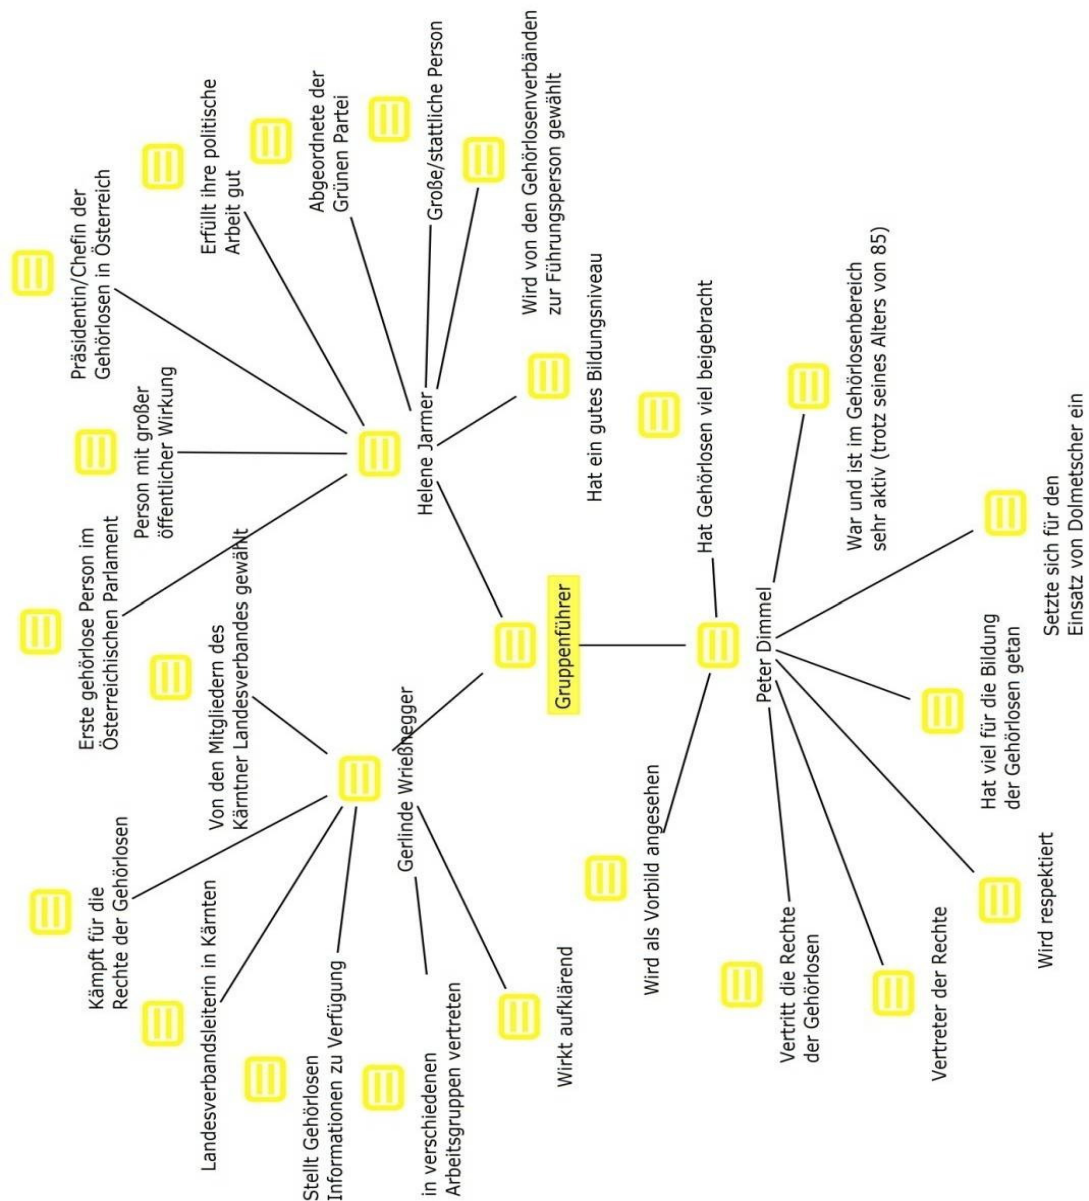 Kämpft für die
Rechte der Gehörlosen
Landesverbandsleiterin in Kärnten
Stellt Gehörlosen
Informationen zu Verfügung
in verschiedenen
Arbeitsgruppen vertreten
Wirkt aufklärend
Von den Mitgliedern des
Kärntner Landesverbandes gewählt
Gerlinde Wrießnegger
Erste gehörlose Person im
Österreichischen Parlament
Person mit großer
öffentlicher Wirkung
Präsidentin/Chefin der
Gehörlosen in Österreich
Erfüllt ihre politische
Arbeit gut
Abgeordnete der
Grünen Partei
Große/stattliche Person
Wird von den Gehörlosenverbänden
zur Führungsperson gewählt
Hat ein gutes Bildungsniveau
Helene Jarmer
Gruppenführer
Wird als Vorbild angesehen
Hat Gehörlosen viel beigebracht
Peter Dimmel
Vertritt die Rechte
der Gehörlosen
Vertreter der Rechte
Wird respektiert
Hat viel für die Bildung
der Gehörlosen getan
Setzte sich für den
Einsatz von Dolmetscher ein
War und ist im Gehörlosenbereich
sehr aktiv (trotz seines Alters von 85)